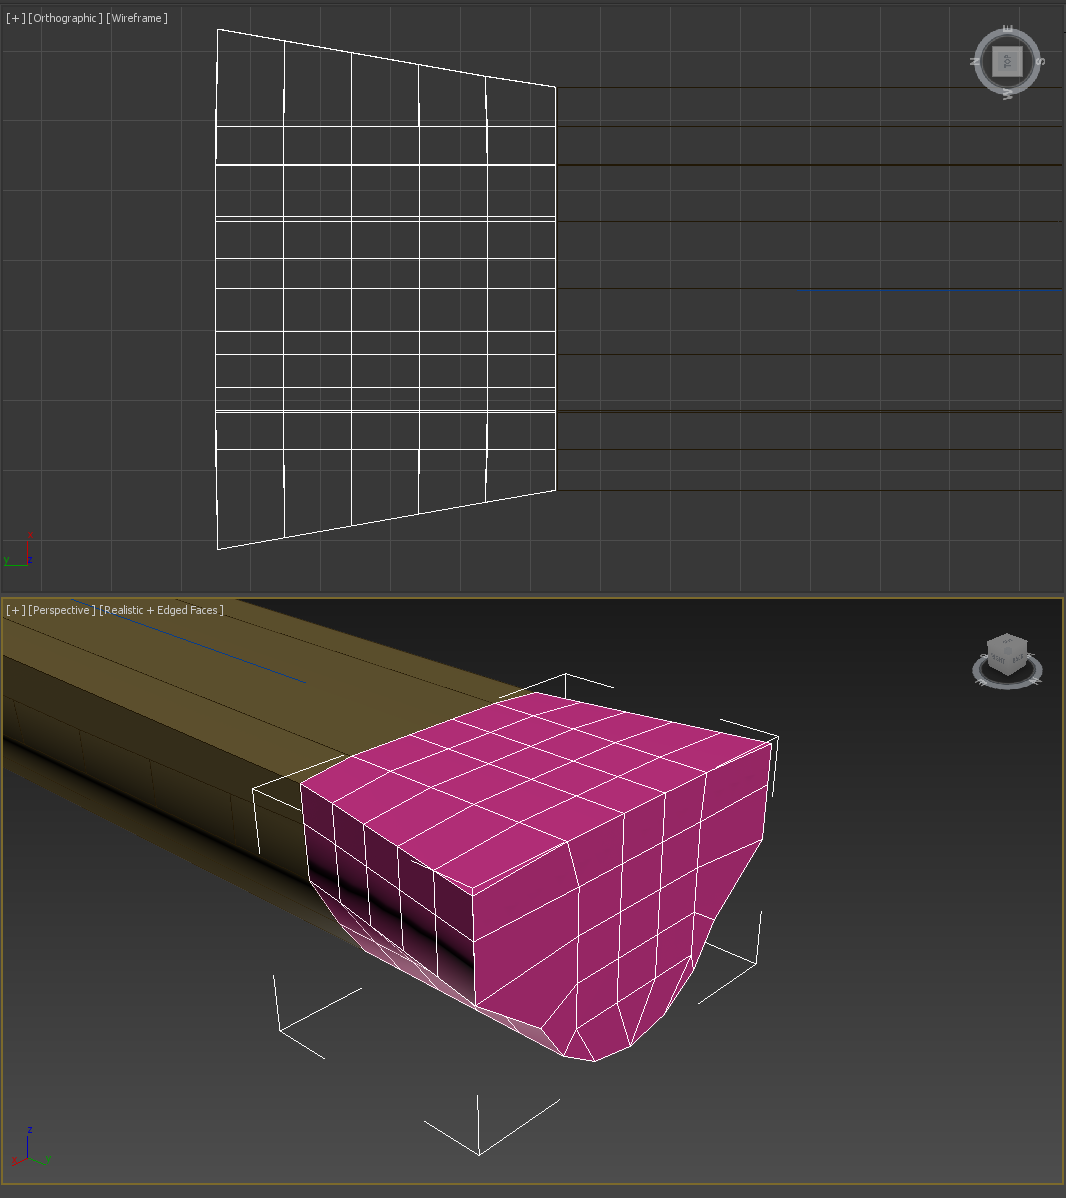 [+] [Orthographic] [Wireframe]
E
N TOP S
W
x
y z
[+] [Perspective] [Realistic + Edged Faces]
z
x y